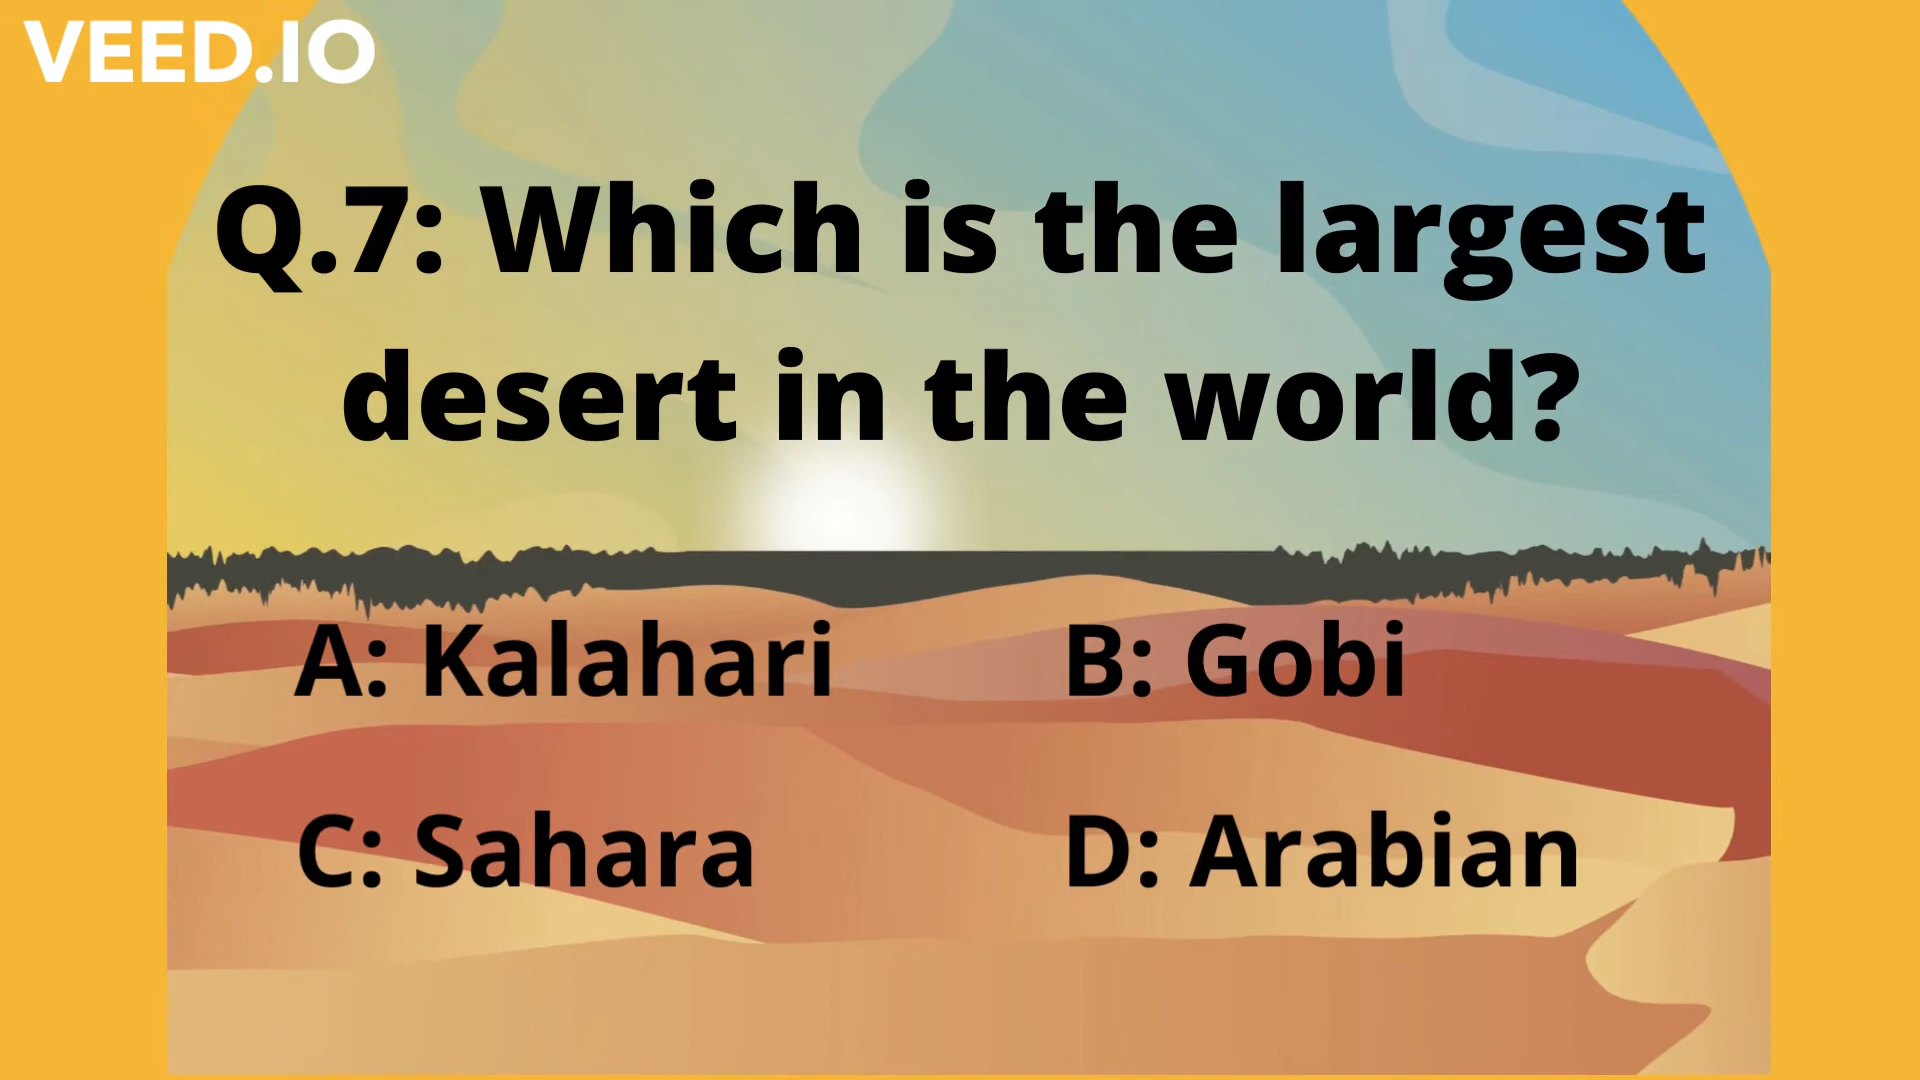 VEED.IO
Q.7: Which is the largest
desert in the world?
A: Kalahari
B: Gobi
C: Sahara
D: Arabian